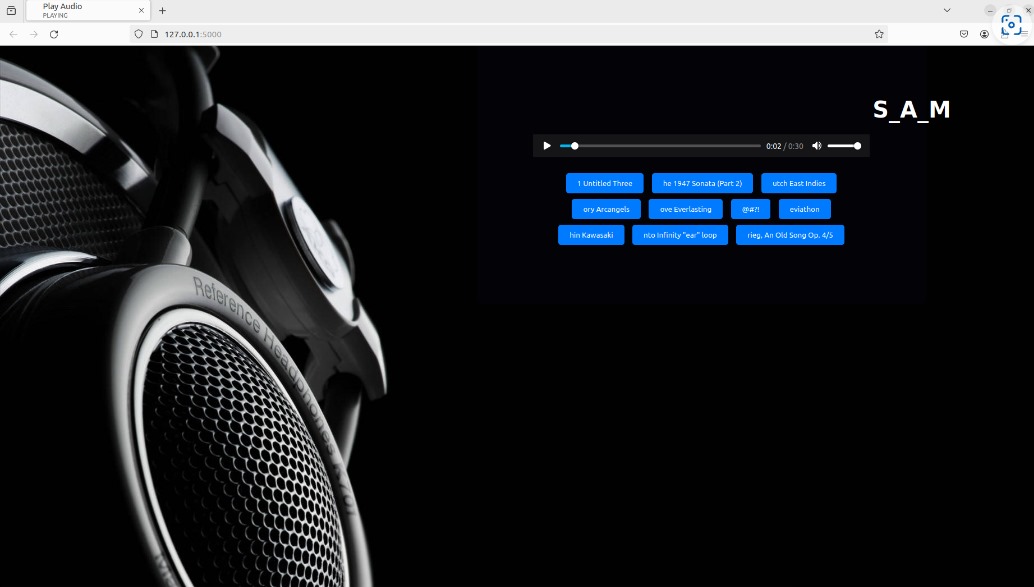 Play Audio
PLAYING
127.0.0.1:5000
S_A_M
0:02 / 0:30
1 Untitled Three
he 1947 Sonata (Part 2)
utch East Indies
ory Arcangels
ove Everlasting
@#?!
eviathon
hin Kawasaki
nto Infinity "ear" loop
rieg, An Old Song Op. 4/5
Reference Headphones K701